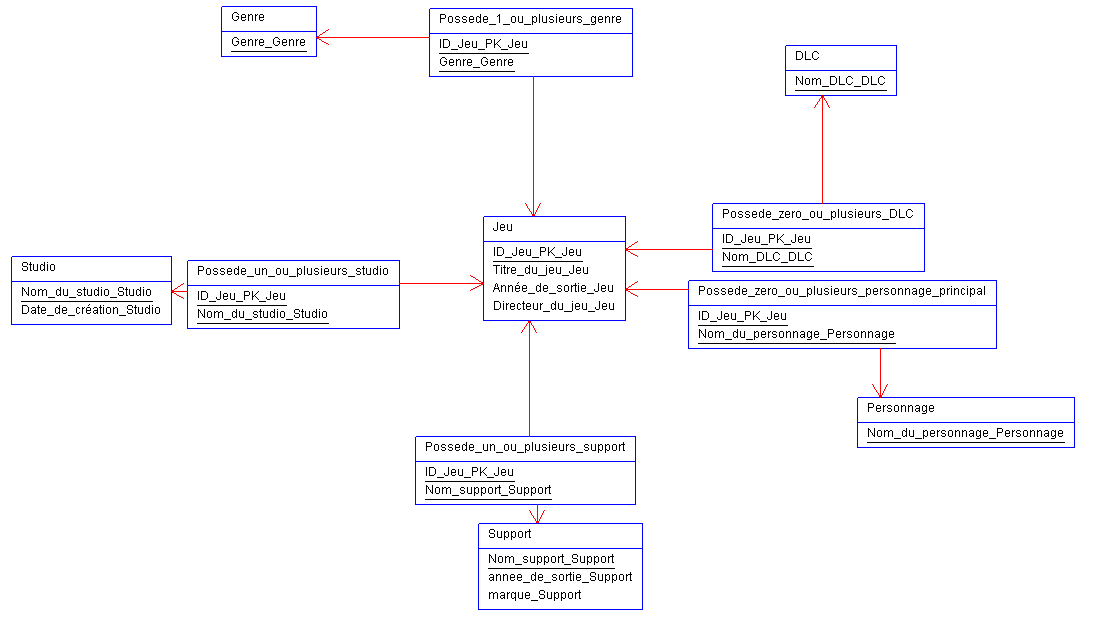 Genre
Genre_Genre
Possede_1_ou_plusieurs_genre
ID_Jeu_PK_Jeu
Genre_Genre
DLC
Nom_DLC_DLC
Possede_zero_ou_plusieurs_DLC
ID_Jeu_PK_Jeu
Nom_DLC_DLC
Jeu
ID_Jeu_PK_Jeu
Titre_du_jeu_Jeu
Année_de_sortie_Jeu
Directeur_du_jeu_Jeu
Studio
Nom_du_studio_Studio
Date_de_création_Studio
Possede_un_ou_plusieurs_studio
ID_Jeu_PK_Jeu
Nom_du_studio_Studio
Possede_zero_ou_plusieurs_personnage_principal
ID_Jeu_PK_Jeu
Nom_du_personnage_Personnage
Personnage
Nom_du_personnage_Personnage
Possede_un_ou_plusieurs_support
ID_Jeu_PK_Jeu
Nom_support_Support
Support
Nom_support_Support
annee_de_sortie_Support
marque_Support